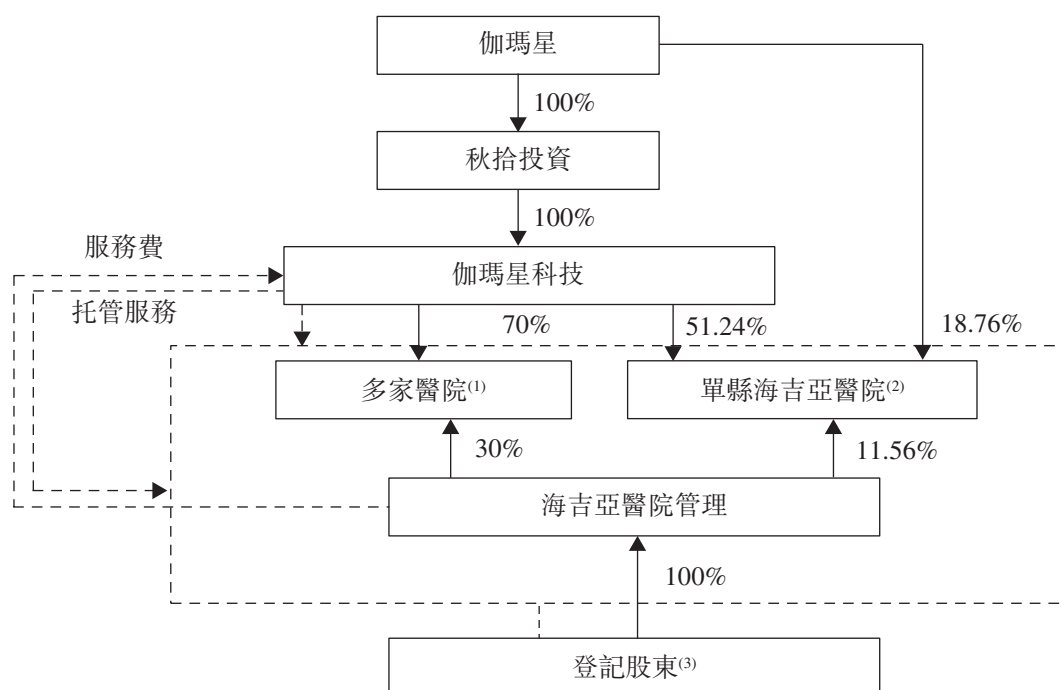 伽瑪星
100%
秋拾投資
100%
服務費
伽瑪星科技
托管服務
70%
51.24%
18.76%
多家醫院(1)
單縣海吉亞醫院(2)
30%
11.56%
海吉亞醫院管理
100%
登記股東(3)